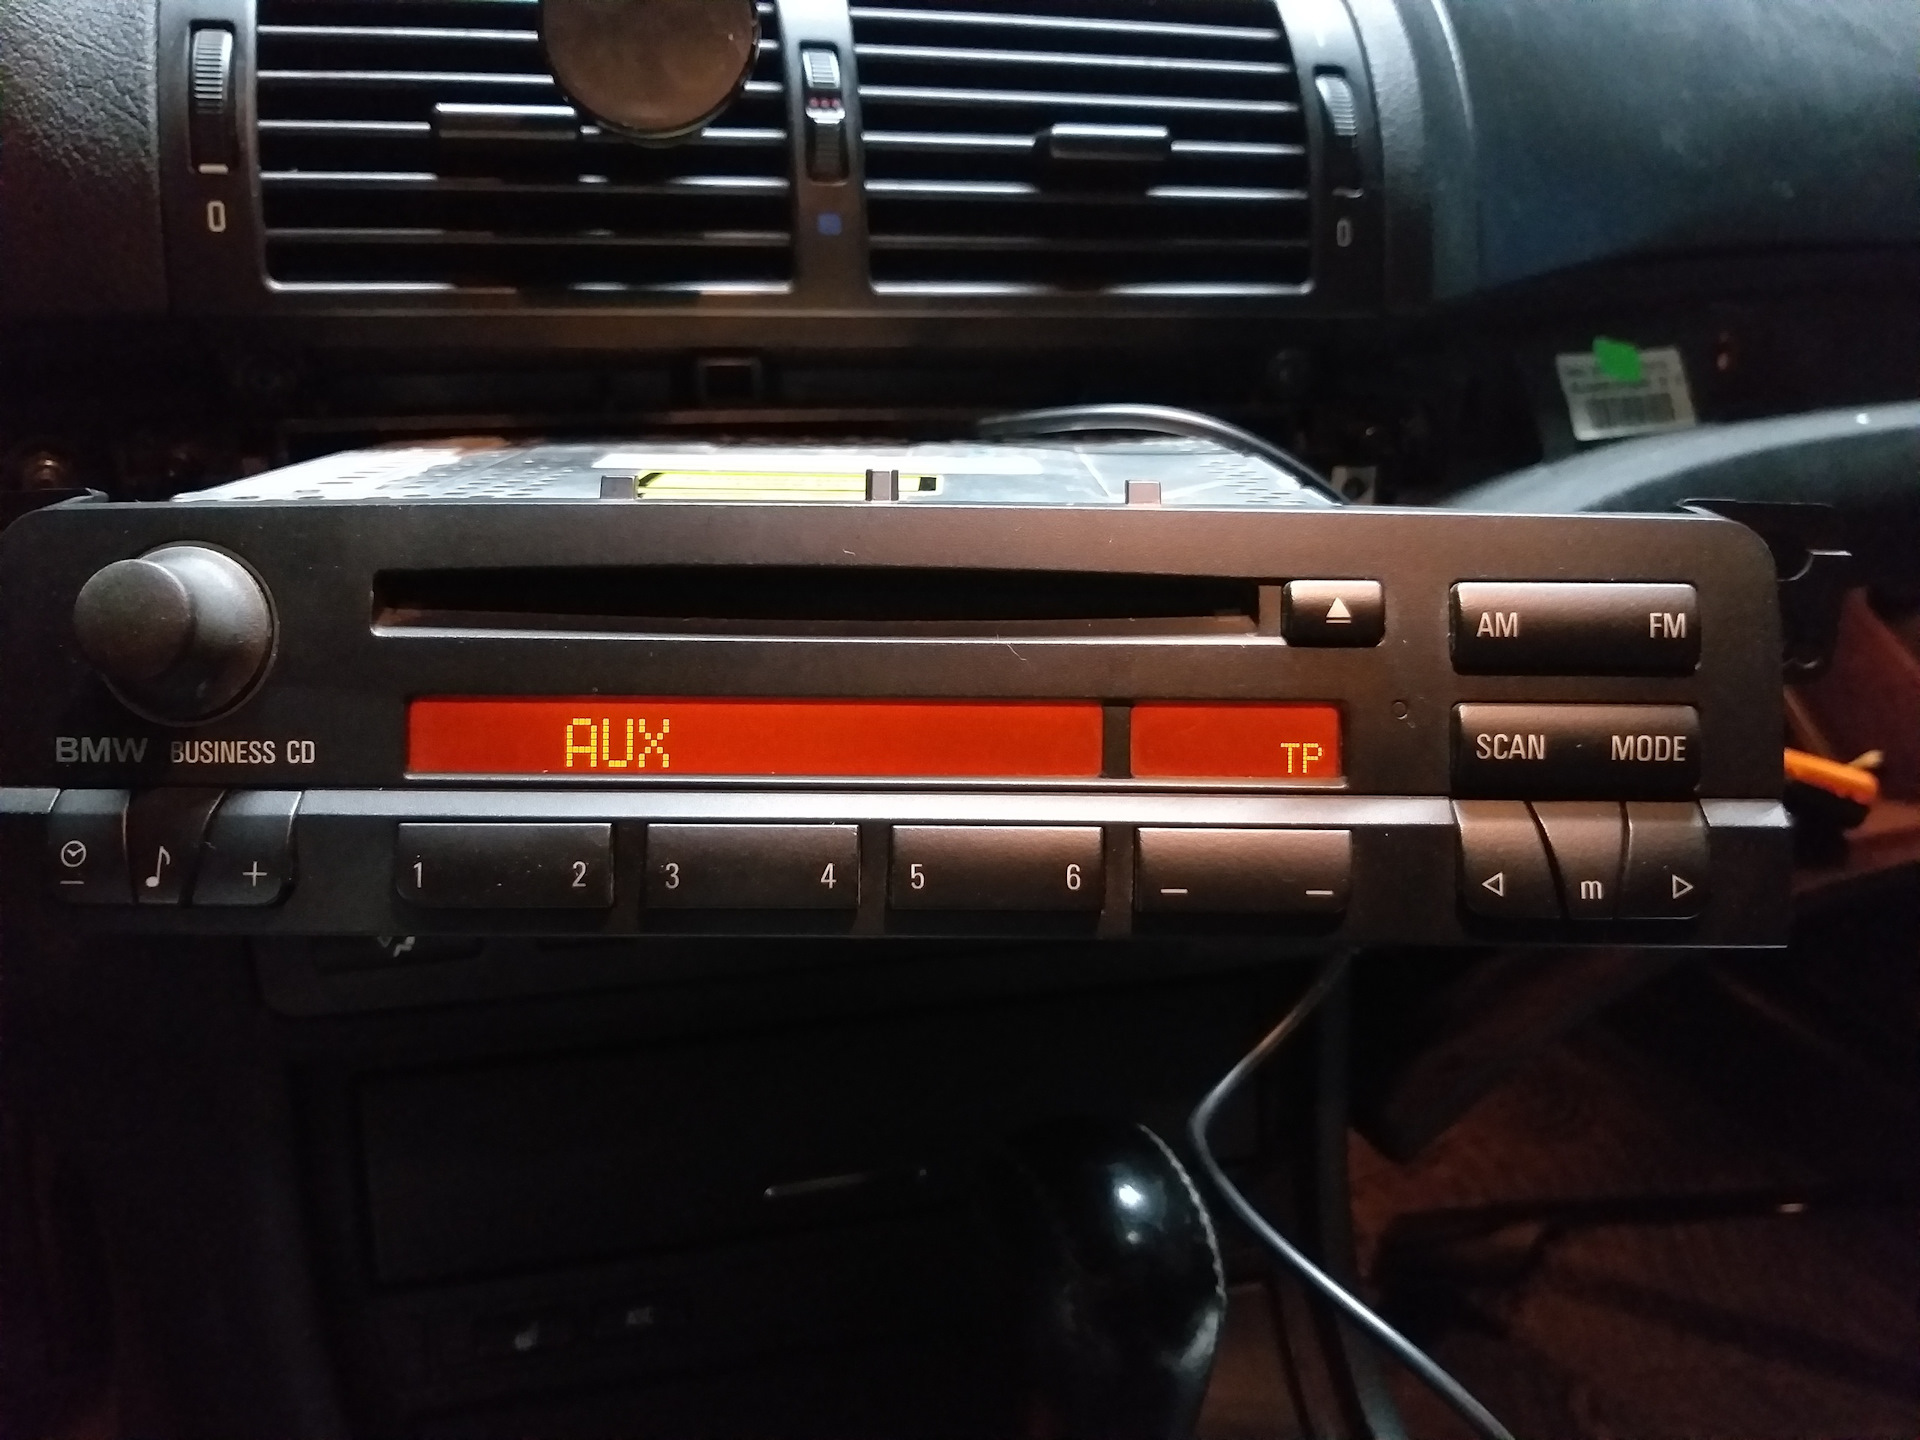 0
0
AM FM
AUX
TP
SCAN MODE
BMW BUSINESS CD
1 2 3 4 5 6
m